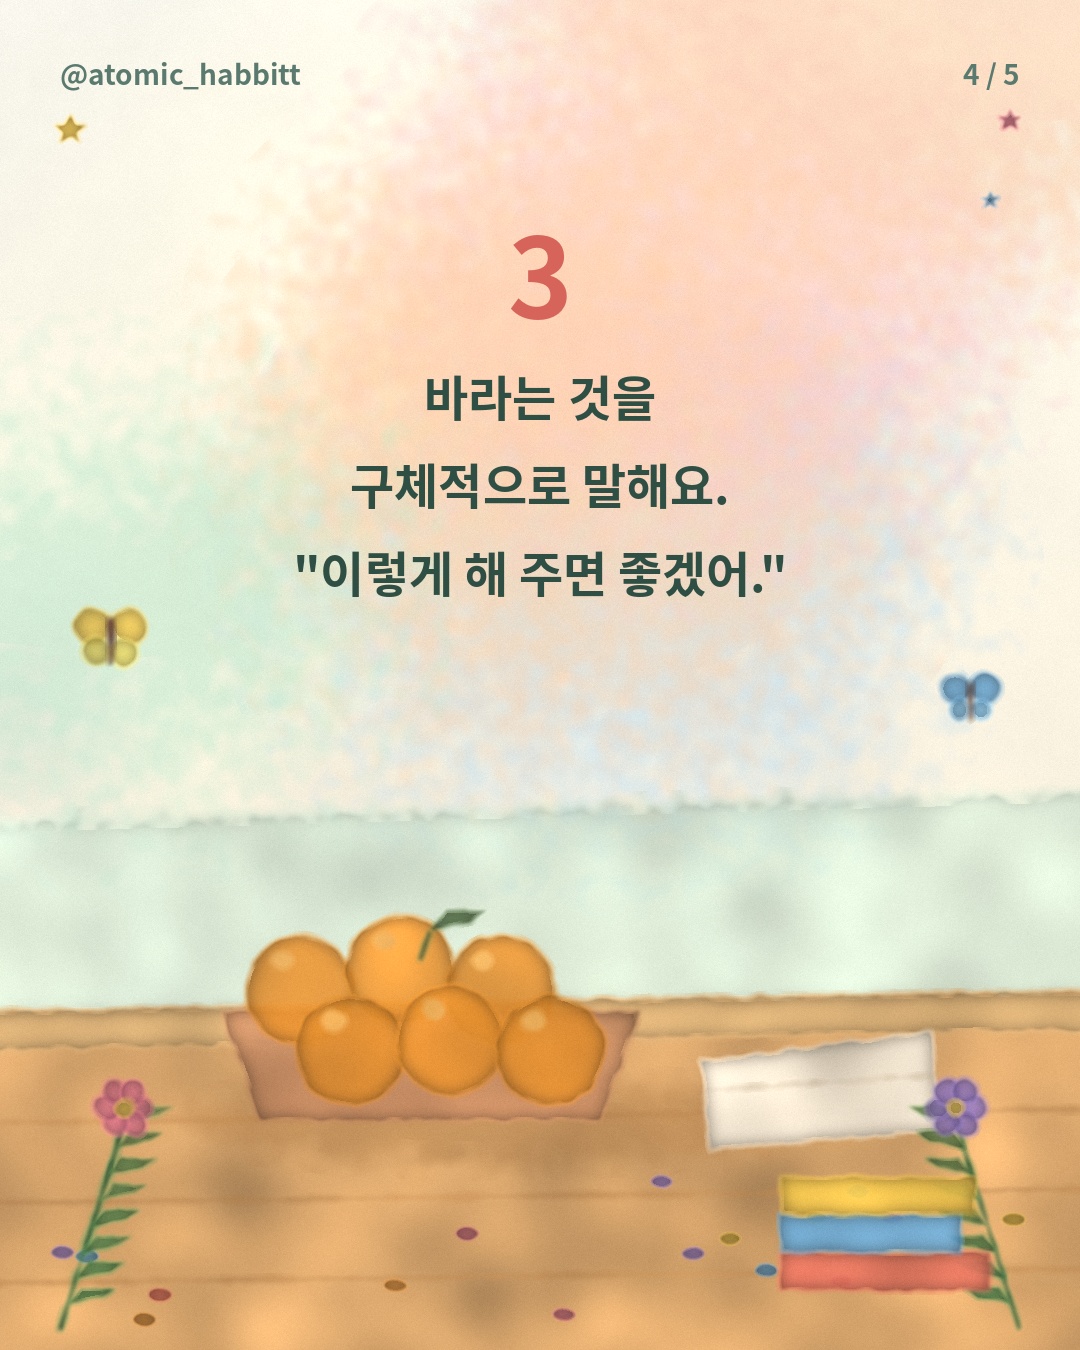 @atomic_habbitt
4 / 5
3
바라는 것을
구체적으로 말해요.
"이렇게 해 주면 좋겠어."